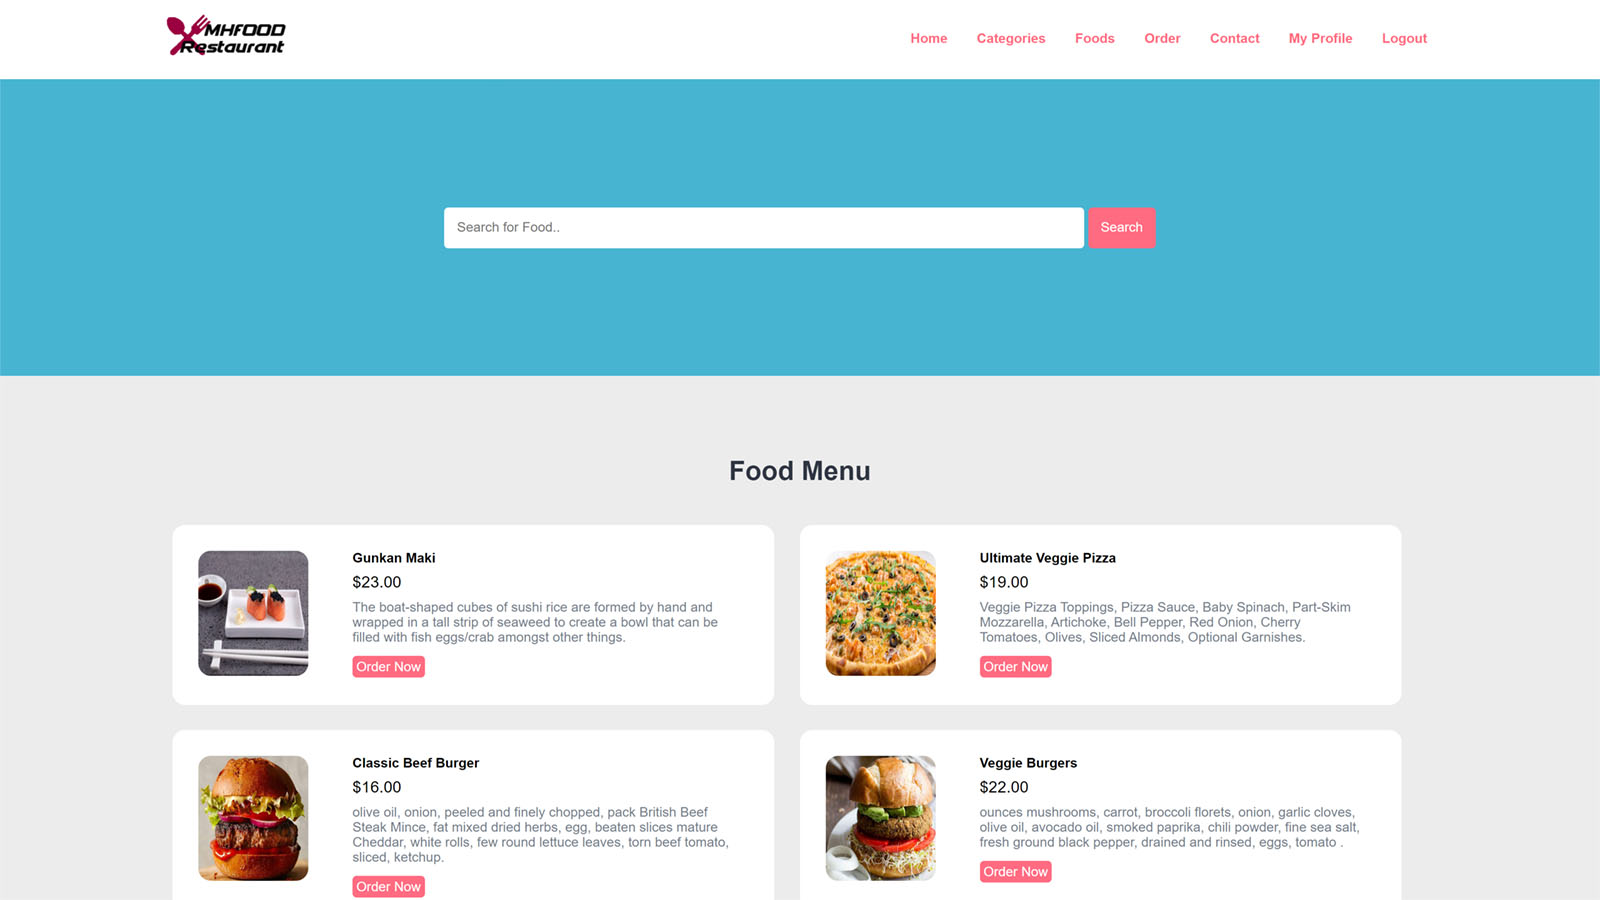 MHFOOD
Restaurant
Home Categories Foods Order Contact My Profile Logout
Search for Food.. Search
Food Menu
Gunkan Maki
$23.00
The boat-shaped cubes of sushi rice are formed by hand and
wrapped in a tall strip of seaweed to create a bowl that can be
filled with fish eggs/crab amongst other things.
Order Now
Ultimate Veggie Pizza
$19.00
Veggie Pizza Toppings, Pizza Sauce, Baby Spinach, Part-Skim
Mozzarella, Artichoke, Bell Pepper, Red Onion, Cherry
Tomatoes, Olives, Sliced Almonds, Optional Garnishes.
Order Now
Classic Beef Burger
$16.00
olive oil, onion, peeled and finely chopped, pack British Beef
Steak Mince, fat mixed dried herbs, egg, beaten slices mature
Cheddar, white rolls, few round lettuce leaves, torn beef tomato,
sliced, ketchup.
Order Now
Veggie Burgers
$22.00
ounces mushrooms, carrot, broccoli florets, onion, garlic cloves,
olive oil, avocado oil, smoked paprika, chili powder, fine sea salt,
fresh ground black pepper, drained and rinsed, eggs, tomato .
Order Now